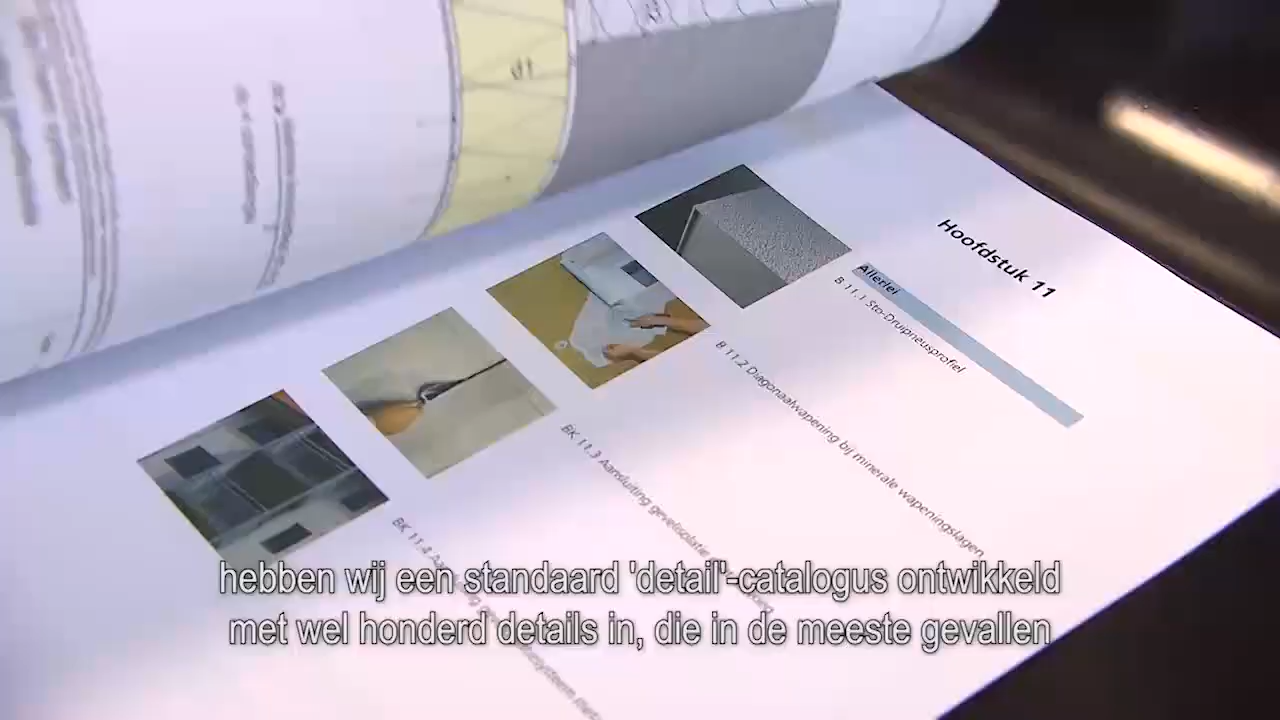 d1
Hoofdstuk 11
Allerlei
B 11.1 Sto-Druipneusprofiel
B 11.2 Diagonaalwapening bij minerale wapeningslagen
BK 11.3 Aansluiting gevelisolatie
BK 11.4
hebben wij een standaard 'detail'-catalogus ontwikkeld
met wel honderd details in, die in de meeste gevallen